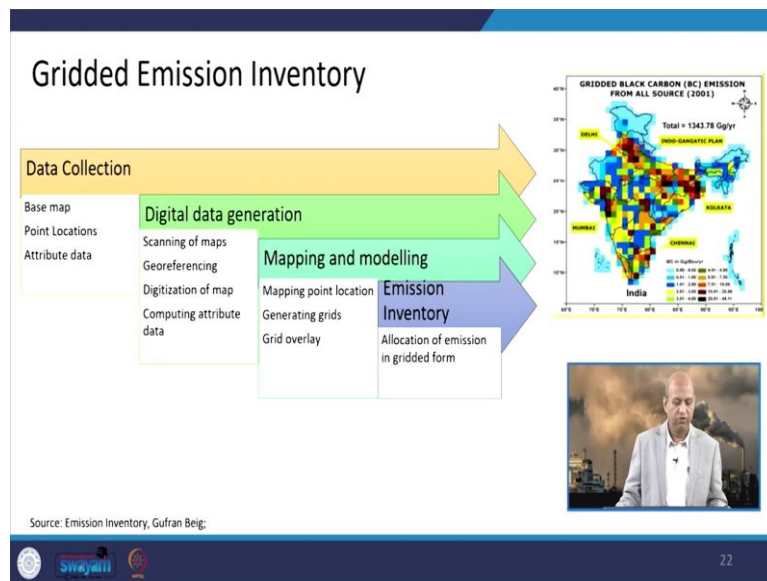 Gridded Emission Inventory
Data Collection
Base map
Point Locations
Attribute data
Digital data generation
Scanning of maps
Georeferencing
Digitization of map
Computing attribute
data
Mapping and modelling
Mapping point location
Generating grids
Grid overlay
Emission
Inventory
Allocation of emission
in gridded form
GRIDDED BLACK CARBON (BC) EMISSION
FROM ALL SOURCE (2001)
Total = 1343.78 Gg/yr
DELHI
INDO-GANGATIC PLAN
KOLKATA
MUMBAI
CHENNAI
India
Source: Emission Inventory, Gufran Beig;
swayam
22